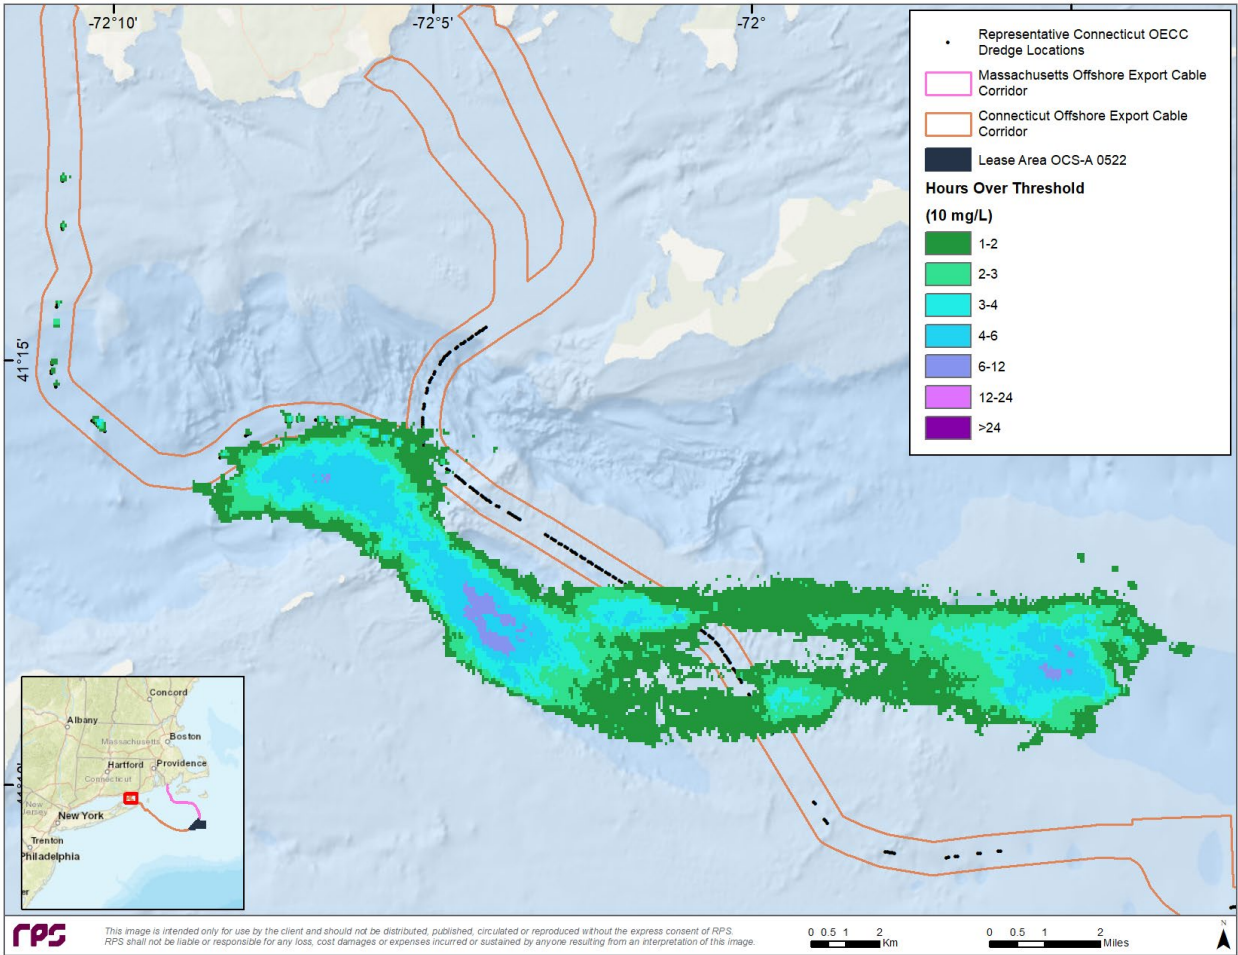 -72°10'
-72°5'
-72°
Representative Connecticut OECC
Dredge Locations
Massachusetts Offshore Export Cable
Corridor
Connecticut Offshore Export Cable
Corridor
Lease Area OCS-A 0522
Hours Over Threshold
(10 mg/L)
1-2
2-3
3-4
4-6
6-12
12-24
>24
41°15'
Concord
Albany
Massachusetts
Boston
Hartford
Providence
Connecticut
New
Jersey
New York
Trenton
Philadelphia
rps
This image is intended only for use by the client and should not be distributed, published, circulated or reproduced without the express consent of RPS.
RPS shall not be liable or responsible for any loss, cost damages or expenses incurred or sustained by anyone resulting from an interpretation of this image.
0 0.5 1 2
Km
0 0.5 1 2
Miles
N